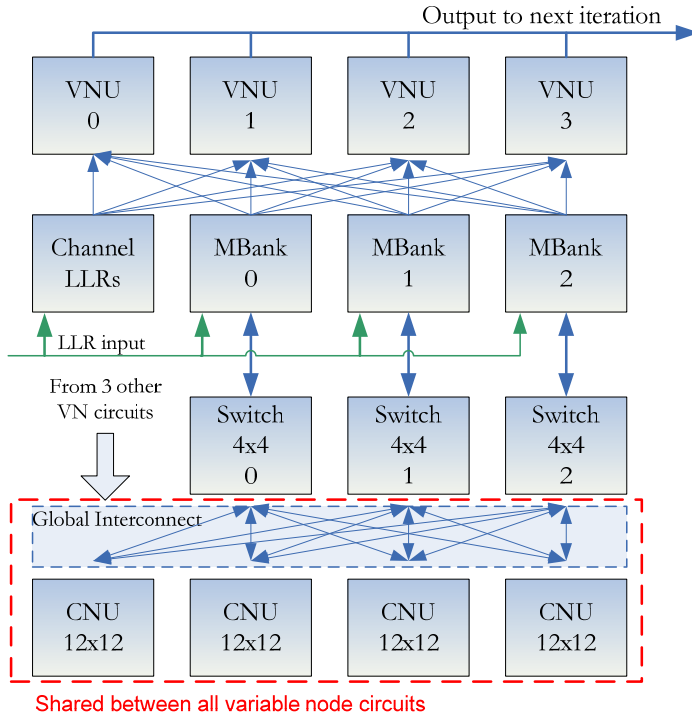 Output to next iteration
VNU
0
VNU
1
VNU
2
VNU
3
Channel
LLRs
MBank
0
MBank
1
MBank
2
LLR input
From 3 other
VN circuits
Switch
4x4
0
Switch
4x4
1
Switch
4x4
2
Global Interconnect
CNU
12x12
CNU
12x12
CNU
12x12
CNU
12x12
Shared between all variable node circuits